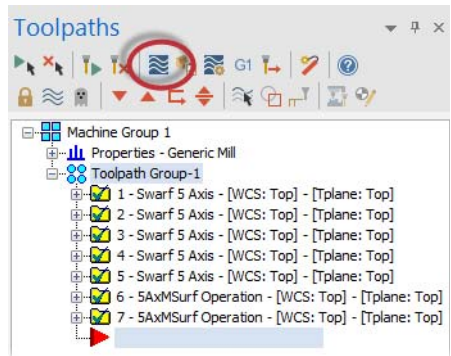 Toolpaths
G1
Machine Group 1
Properties - Generic Mill
Toolpath Group-1
1 - Swarf 5 Axis - [WCS: Top] - [Tplane: Top]
2 - Swarf 5 Axis - [WCS: Top] - [Tplane: Top]
3 - Swarf 5 Axis - [WCS: Top] - [Tplane: Top]
4 - Swarf 5 Axis - [WCS: Top] - [Tplane: Top]
5 - Swarf 5 Axis - [WCS: Top] - [Tplane: Top]
6 - 5AxMSurf Operation - [WCS: Top] - [Tplane: Top]
7 - 5AxMSurf Operation - [WCS: Top] - [Tplane: Top]